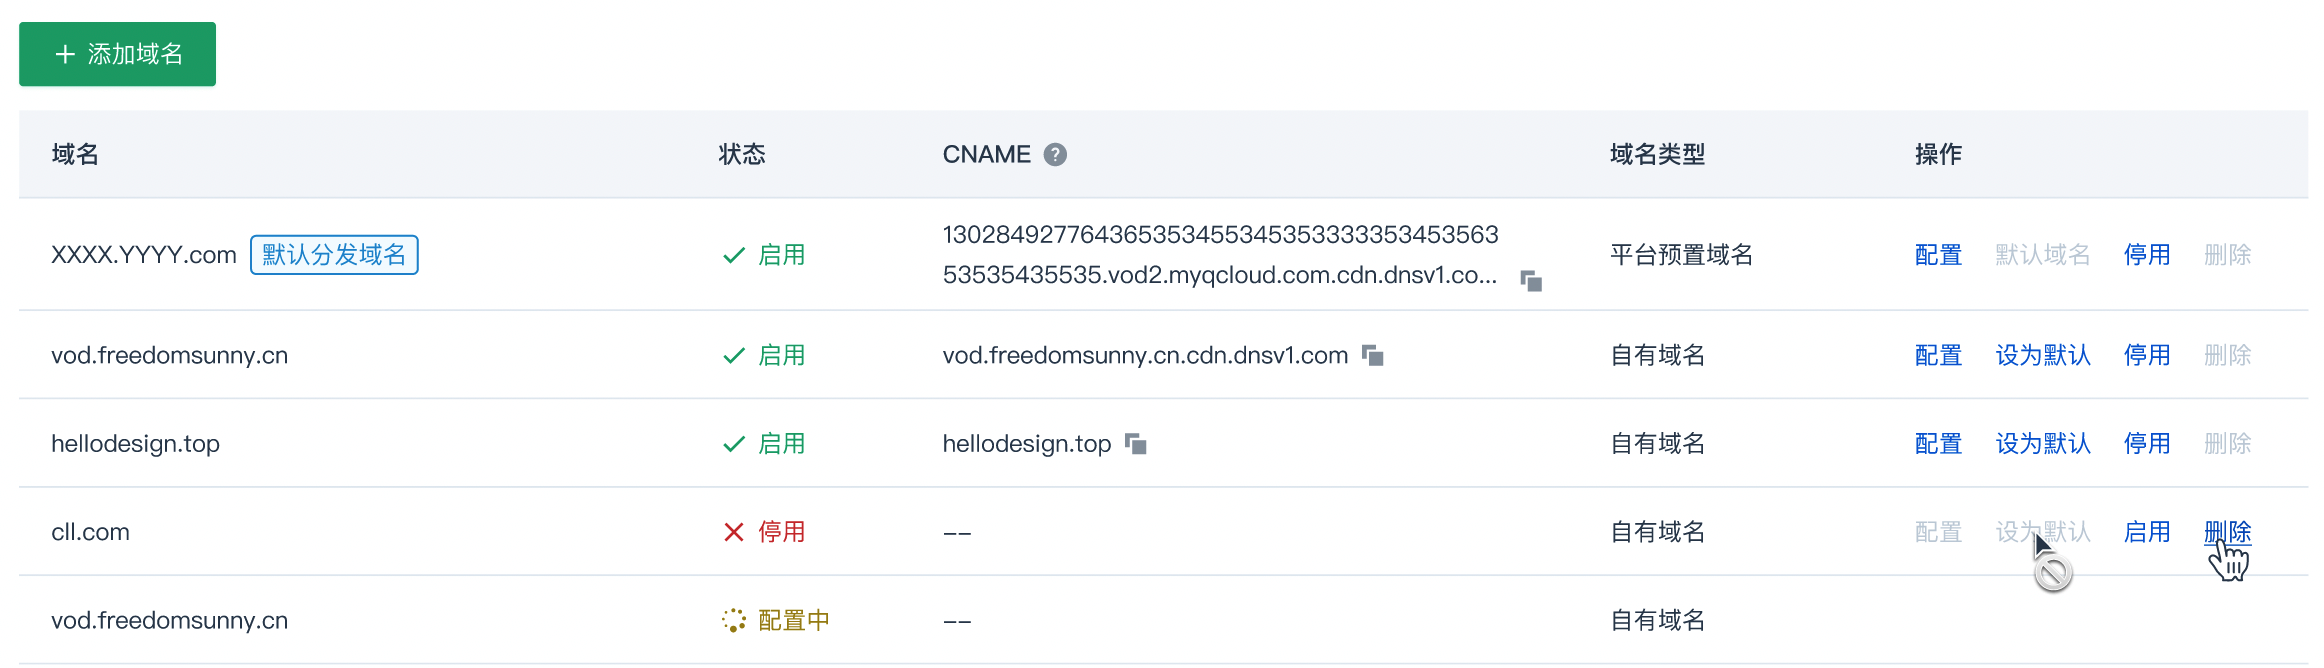 + 添加域名
域名 状态 CNAME ? 域名类型 操作
XXXX.YYYY.com 默认分发域名 启用 130284927764365353455345353333353453563 平台预置域名 配置 默认域名 停用 删除
53535435535.vod2.myqcloud.com.cdn.dnsv1.co...
vod.freedomsunny.cn 启用 vod.freedomsunny.cn.cdn.dnsv1.com 自有域名 配置 设为默认 停用 删除
hellodesign.top 启用 hellodesign.top 自有域名 配置 设为默认 停用 删除
cll.com 停用 -- 自有域名 配置 设为默认 启用 删除
vod.freedomsunny.cn 配置中 -- 自有域名